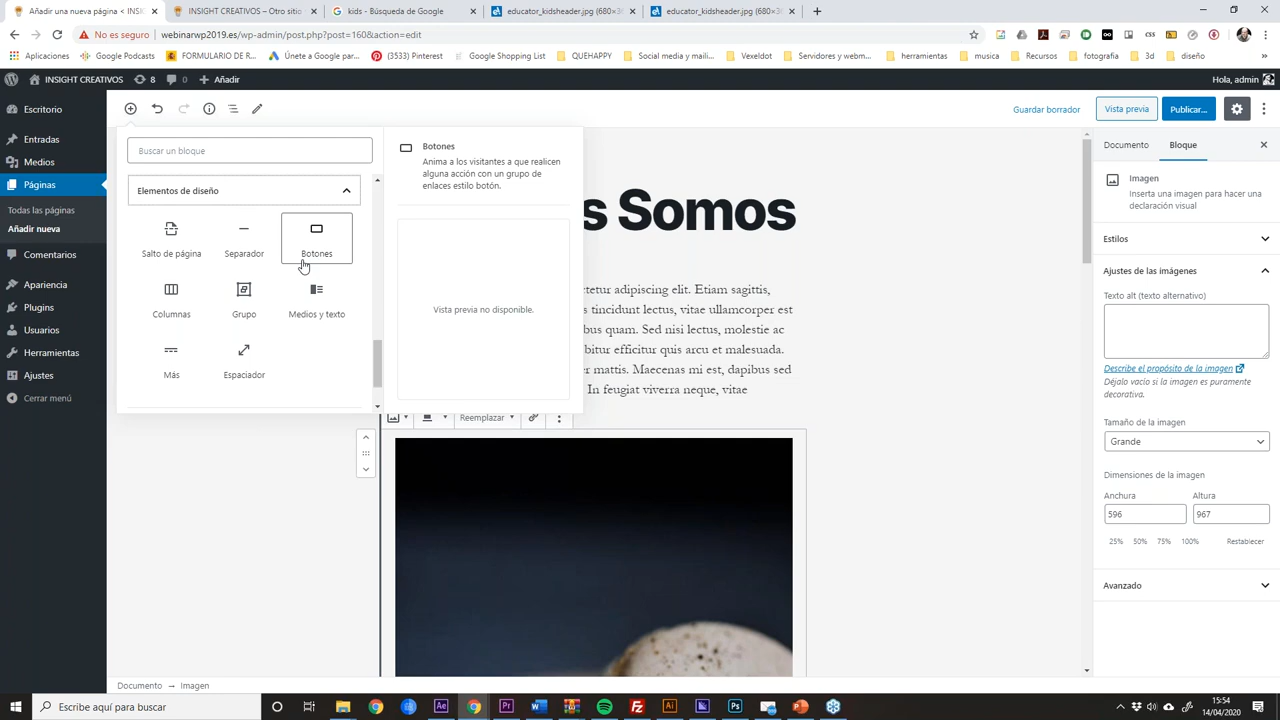 Añadir una nueva página < INSI
INSIGHT CREATIVOS – Otro siti
kids - Búsqueda de Google
educator_kidsheader.jpg (680×3
educator_kidsheader.jpg (680×3
No es seguro
webinarwp2019.es/wp-admin/post.php?post=160&action=edit
Aplicaciones
Google Podcasts
FORMULARIO DE R
Únete a Google par
(3533) Pinterest
Google Shopping List
QUEHAPPY
Social media y maili
Vexeldot
Servidores y webm
herramientas
musica
Recursos
fotografia
3d
diseño
INSIGHT CREATIVOS
8
0
Añadir
Hola, admin
Escritorio
Entradas
Medios
Páginas
Todas las páginas
Añadir nueva
Comentarios
Apariencia
Plugins
Usuarios
Herramientas
Ajustes
Cerrar menú
Guardar borrador
Vista previa
Publicar...
Buscar un bloque
Elementos de diseño
Salto de página
Separador
Botones
Columnas
Grupo
Medios y texto
Más
Espaciador
Botones
Anima a los visitantes a que realicen
alguna acción con un grupo de
enlaces estilo botón.
Vista previa no disponible.
s Somos
ctetur adipiscing elit. Etiam sagittis,
s tincidunt lectus, vitae ullamcorper est
bus quam. Sed nisi lectus, molestie ac
bitur efficitur quis arcu et malesuada.
er mattis. Maecenas mi est, dapibus sed
In feugiat viverra neque, vitae
Reemplazar
Documento
Bloque
Imagen
Inserta una imagen para hacer una
declaración visual
Estilos
Ajustes de las imágenes
Texto alt (texto alternativo)
Describe el propósito de la imagen
Déjalo vacío si la imagen es puramente
decorativa.
Tamaño de la imagen
Grande
Dimensiones de la imagen
Anchura
Altura
596
967
25%
50%
75%
100%
Restablecer
Avanzado
Documento → Imagen
Escribe aquí para buscar
15:54
14/04/2020